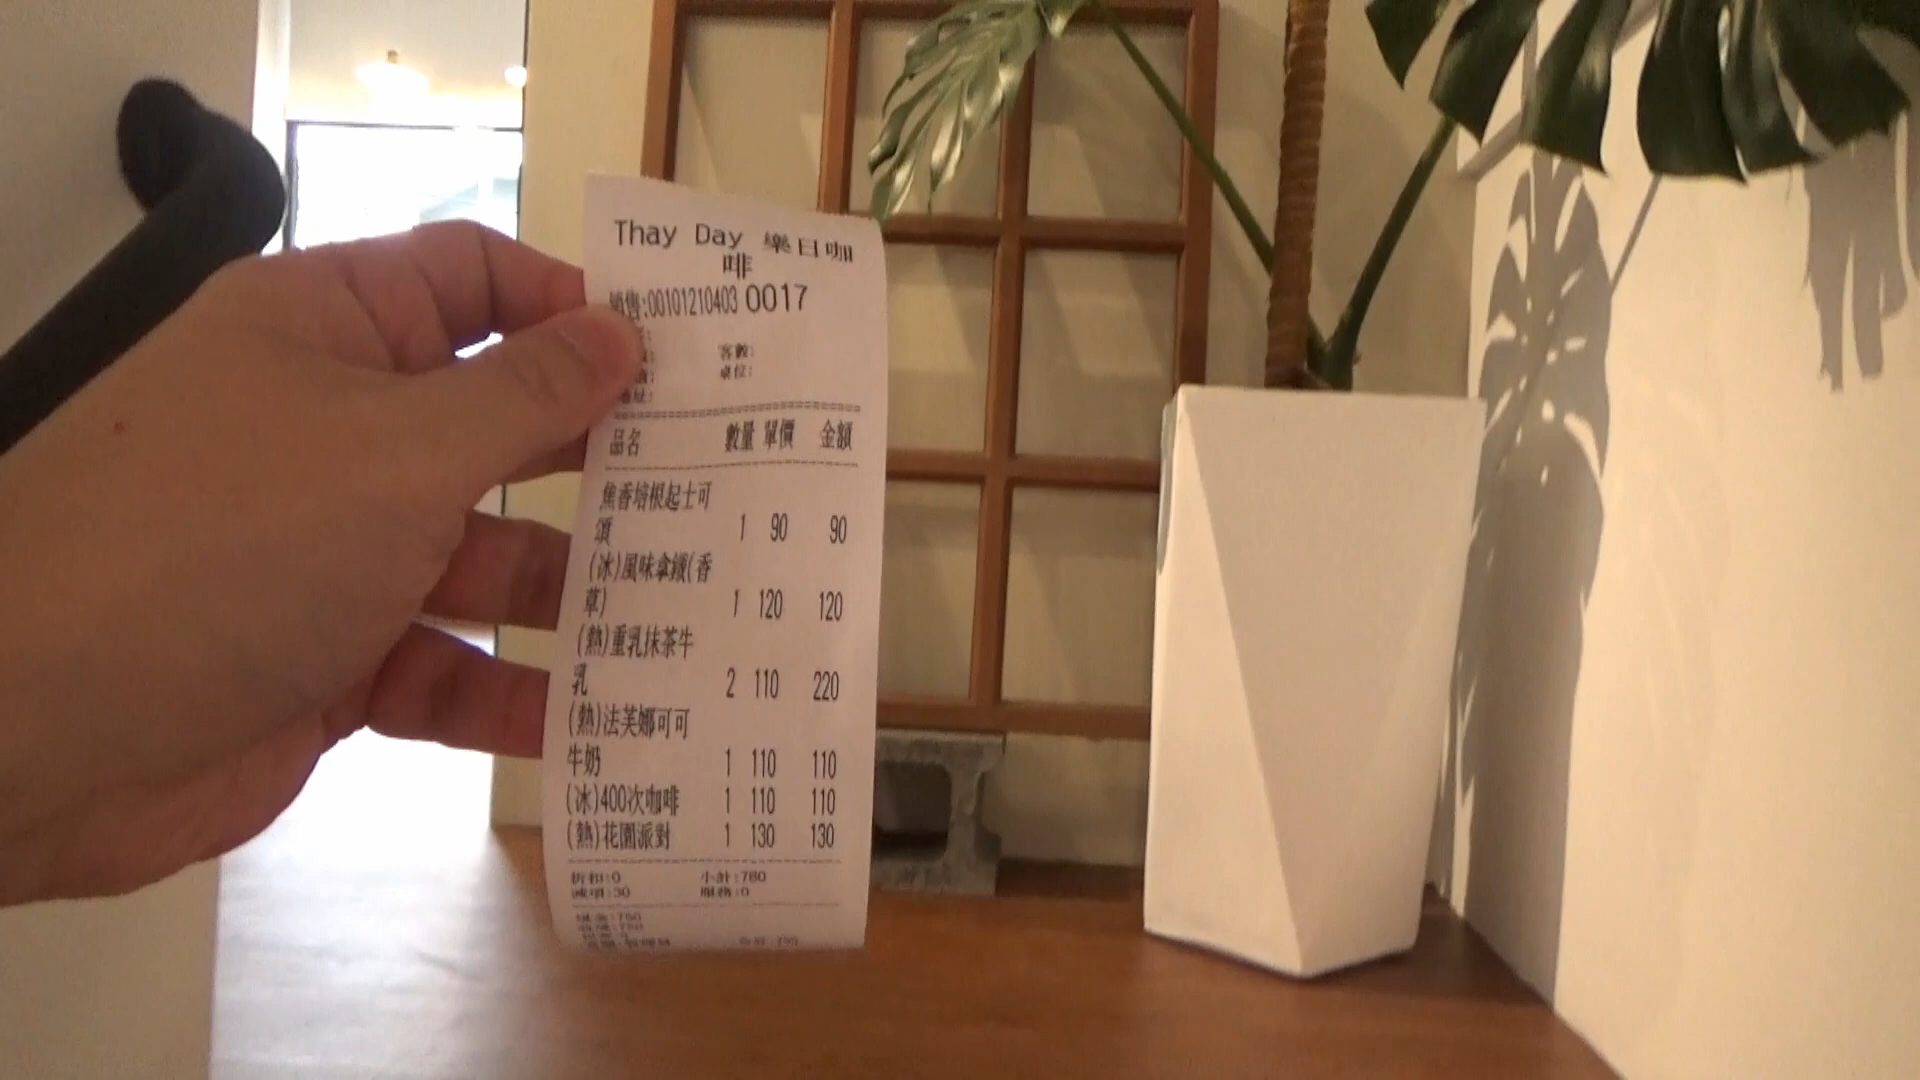 Thay Day 樂日咖
啡
銷售:00101210403 0017
客數:
桌位:
地址:
品名 數量 單價 金額
焦香培根起士可
頌 1 90 90
(冰)風味拿鐵(香
草) 1 120 120
(熱)重乳抹茶牛
乳 2 110 220
(熱)法芙娜可可
牛奶 1 110 110
(冰)400次咖啡 1 110 110
(熱)花園派對 1 130 130
折扣:0 小計:780
減項:30 服務:0